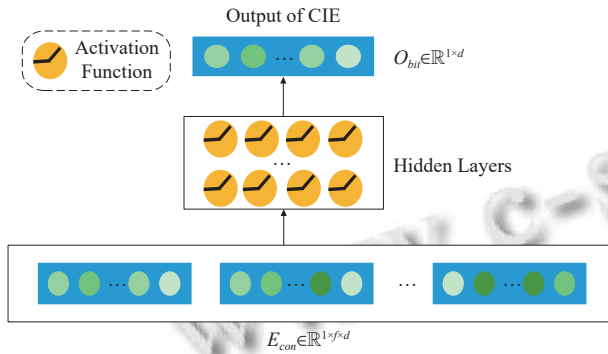 Output of CIE
Activation
Function
O_bit∈ℝ^{1×d}
...
...
Hidden Layers
... ... ... ...
E_con∈ℝ^{1×f×d}